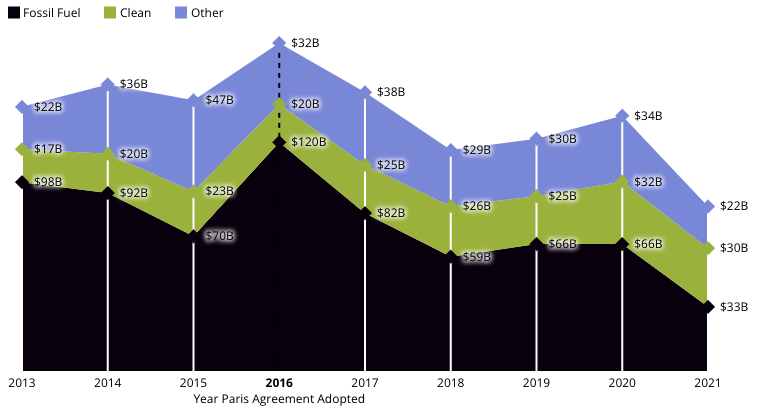 Fossil Fuel Clean Other
$32B
$36B
$38B
$47B
$22B
$20B
$34B
$30B
$120B
$29B
$17B
$20B
$25B
$98B
$92B
$23B
$32B
$25B
$26B
$22B
$82B
$70B
$66B
$66B
$30B
$59B
$33B
2013 2014 2015 2016 2017 2018 2019 2020 2021
Year Paris Agreement Adopted